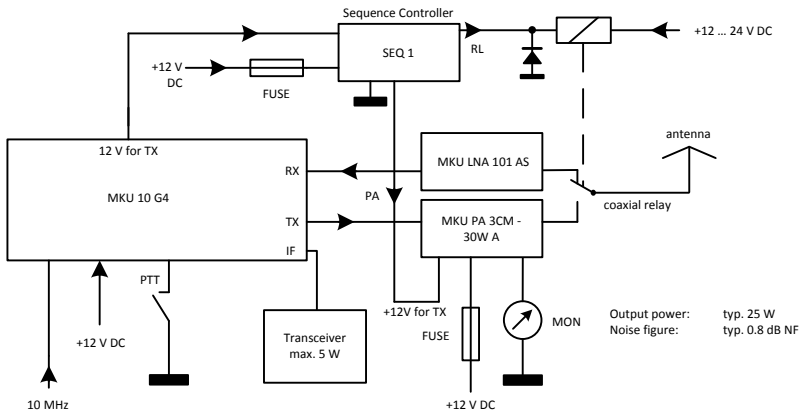 Sequence Controller
SEQ 1
RL
+12 ... 24 V DC
+12 V
DC
FUSE
12 V for TX
MKU 10 G4
RX
TX
IF
PA
MKU LNA 101 AS
MKU PA 3CM -
30W A
antenna
coaxial relay
PTT
+12 V DC
10 MHz
Transceiver
max. 5 W
+12V for TX
FUSE
MON
+12 V DC
Output power: typ. 25 W
Noise figure: typ. 0.8 dB NF